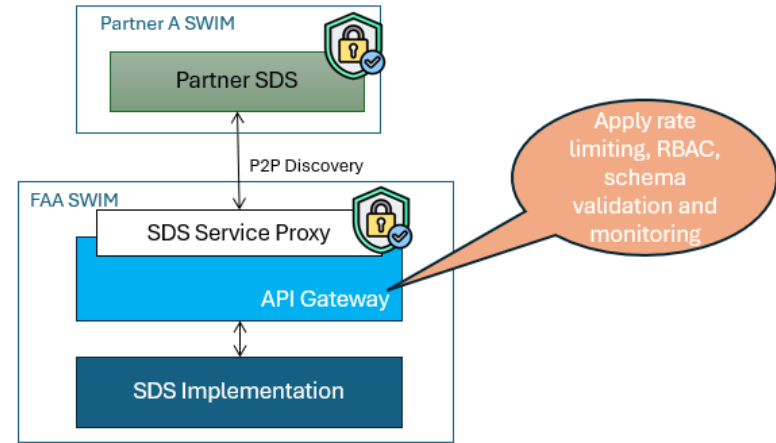 Partner A SWIM
Partner SDS
P2P Discovery
Apply rate
limiting, RBAC,
schema
validation and
monitoring
FAA SWIM
SDS Service Proxy
API Gateway
SDS Implementation